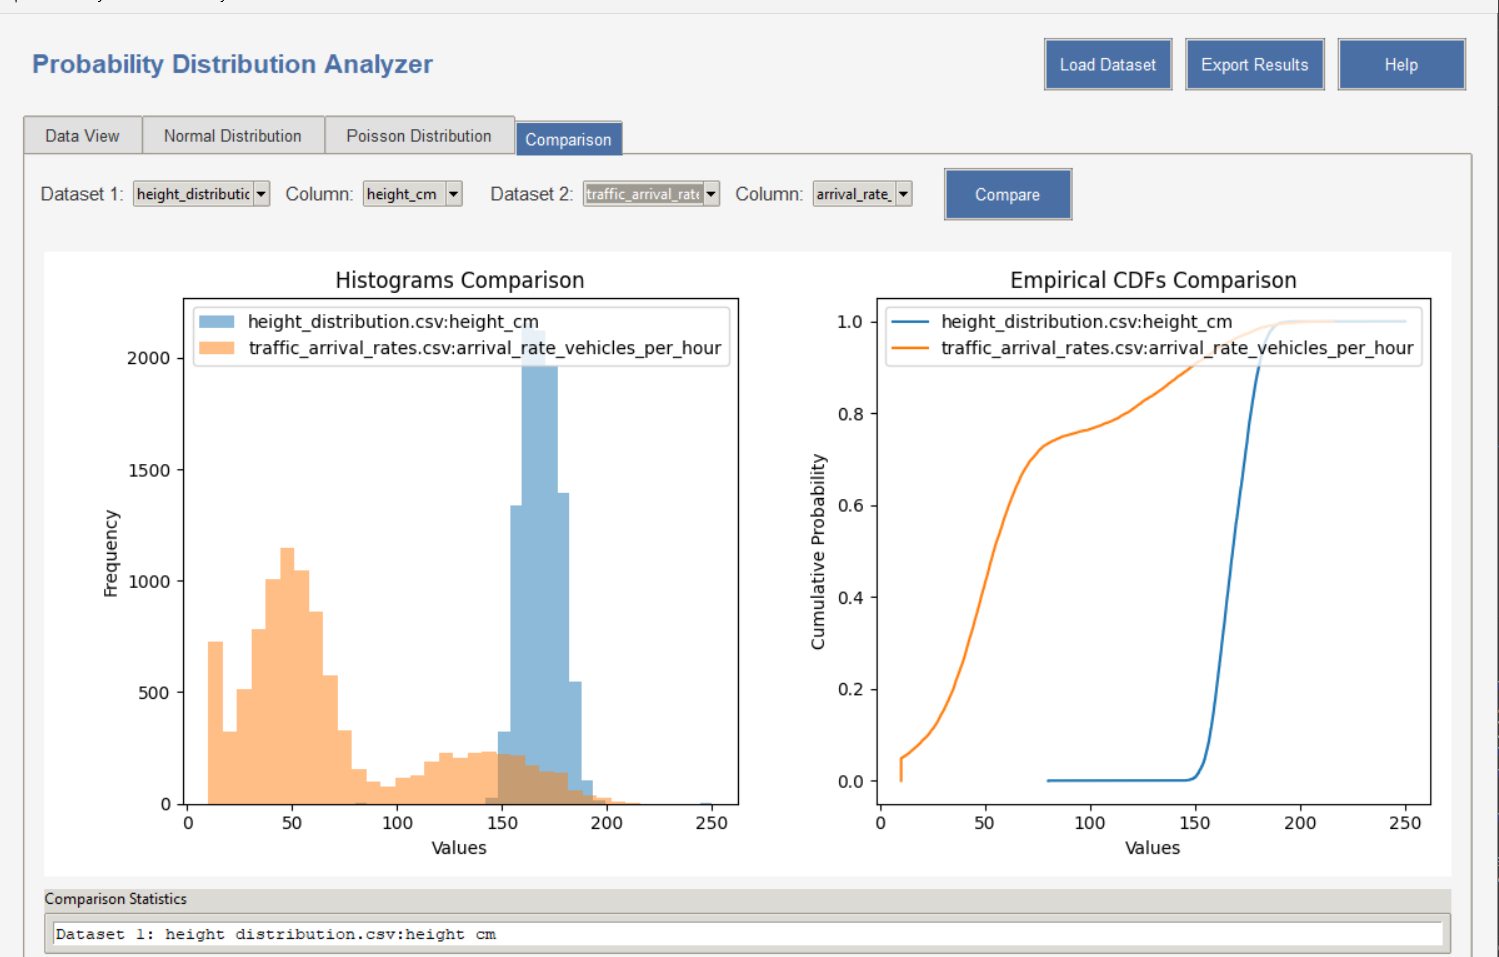 Probability Distribution Analyzer
Load Dataset
Export Results
Help
Data View
Normal Distribution
Poisson Distribution
Comparison
Dataset 1: height_distributic Column: height_cm Dataset 2: traffic_arrival_rate Column: arrival_rate_ Compare
Histograms Comparison
height_distribution.csv:height_cm
traffic_arrival_rates.csv:arrival_rate_vehicles_per_hour
2000
1500
1000
500
0
Frequency
0 50 100 150 200 250
Values
Empirical CDFs Comparison
height_distribution.csv:height_cm
traffic_arrival_rates.csv:arrival_rate_vehicles_per_hour
1.0
0.8
0.6
0.4
0.2
0.0
Cumulative Probability
0 50 100 150 200 250
Values
Comparison Statistics
Dataset 1: height_distribution.csv:height_cm